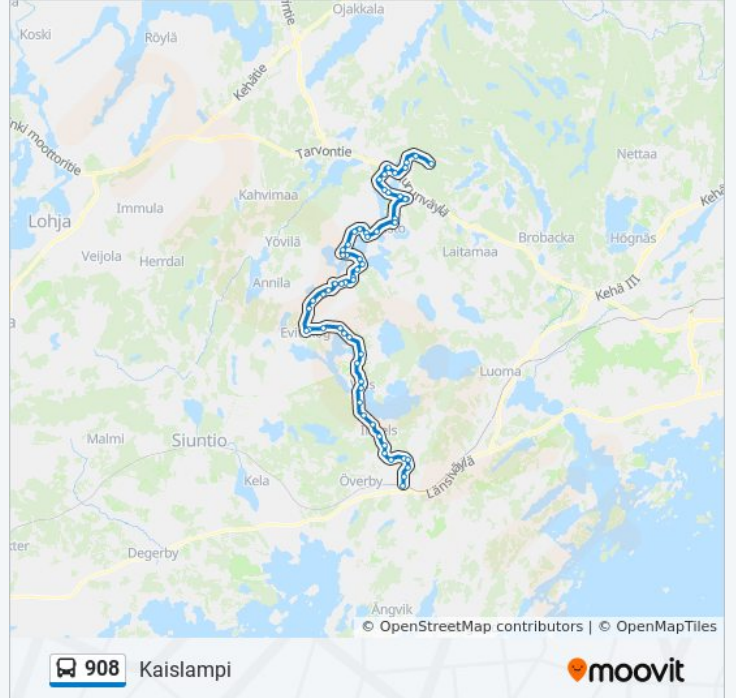 Ojakkala
Koski
Röylä
Kehätie
Tarvontie
Nettaa
Kahvimaa
Immula
Lohja
Yövilä
Brobacka
Högnäs
Veijola
Herrdal
Laitamaa
Annila
Kehä III
Luoma
Malmi
Siuntio
Överby
Kela
Länsiväylä
Degerby
Ängvik
© OpenStreetMap contributors | © OpenMapTiles
908 Kaislampi
moovit